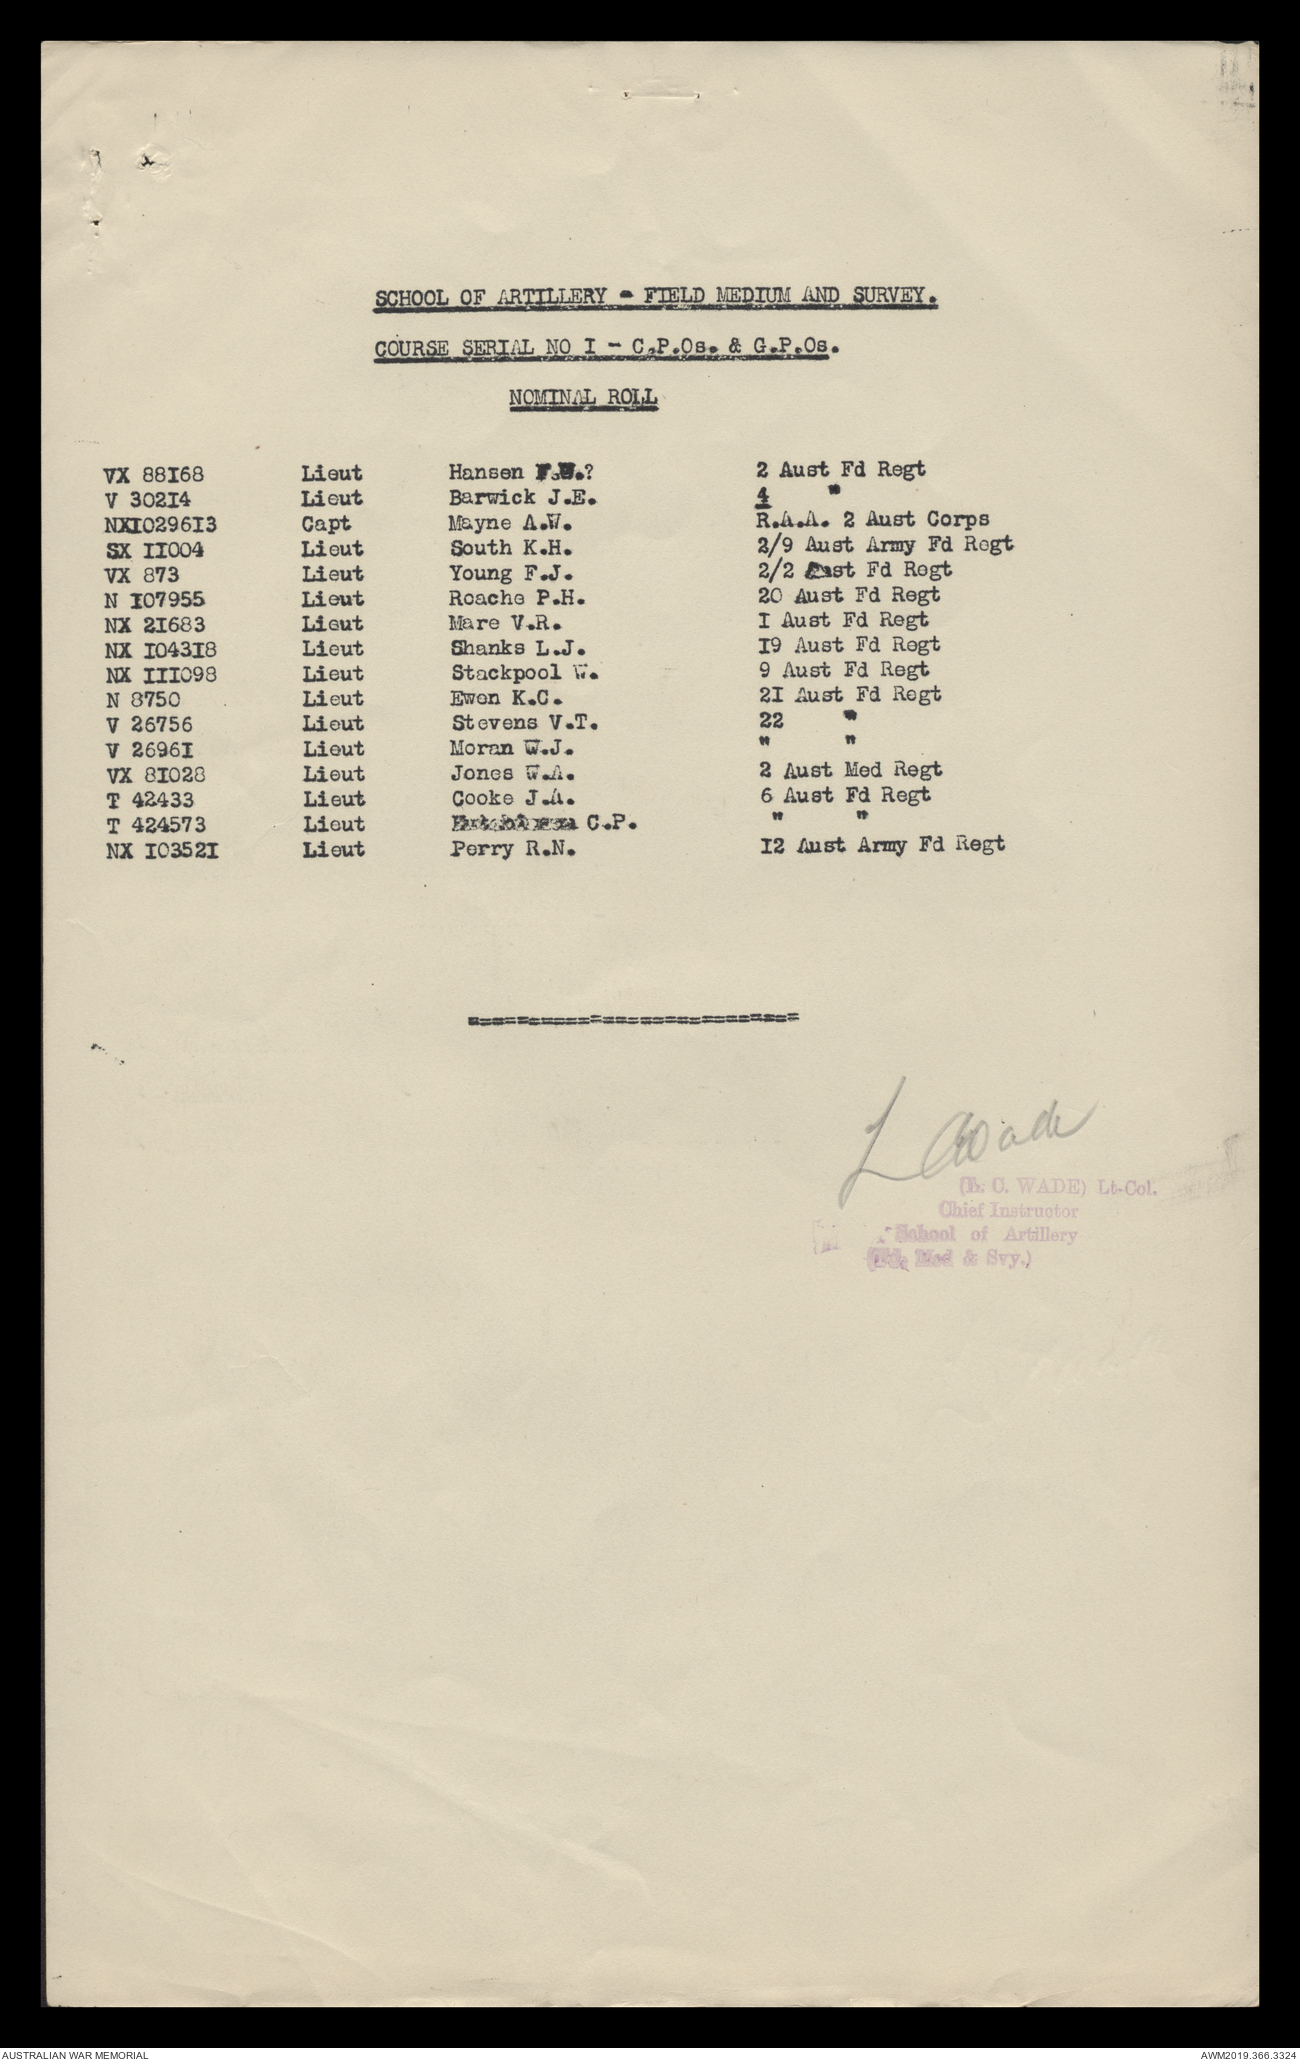 SCHOOL OF ARTILLERY - FIELD MEDIUM AND SURVEY.
COURSE SERIAL NO I - C.P.Os. & G.P.Os.
NOMINAL ROLL
VX 88I68 Lieut Hansen F.W.? 2 Aust Fd Regt
V 302I4 Lieut Barwick J.E. 4 "
NXI0296I3 Capt Mayne A.W. R.A.A. 2 Aust Corps
SX II004 Lieut South K.H. 2/9 Aust Army Fd Regt
VX 873 Lieut Young F.J. 2/2 Aust Fd Regt
N I07955 Lieut Roache P.H. 20 Aust Fd Regt
NX 2I683 Lieut Mare V.R. I Aust Fd Regt
NX I043I8 Lieut Shanks L.J. I9 Aust Fd Regt
NX III098 Lieut Stackpool W. 9 Aust Fd Regt
N 8750 Lieut Ewen K.C. 2I Aust Fd Regt
V 26756 Lieut Stevens V.T. 22 "
V 2696I Lieut Moran W.J. " "
VX 8I028 Lieut Jones W.A. 2 Aust Med Regt
T 42433 Lieut Cooke J.A. 6 Aust Fd Regt
T 424573 Lieut C.P. " "
NX I0352I Lieut Perry R.N. I2 Aust Army Fd Regt
L C Wade
(L. C. WADE) Lt-Col.
Chief Instructor
School of Artillery
(Fd. Med & Svy.)
AUSTRALIAN WAR MEMORIAL AWM2019.366.3324